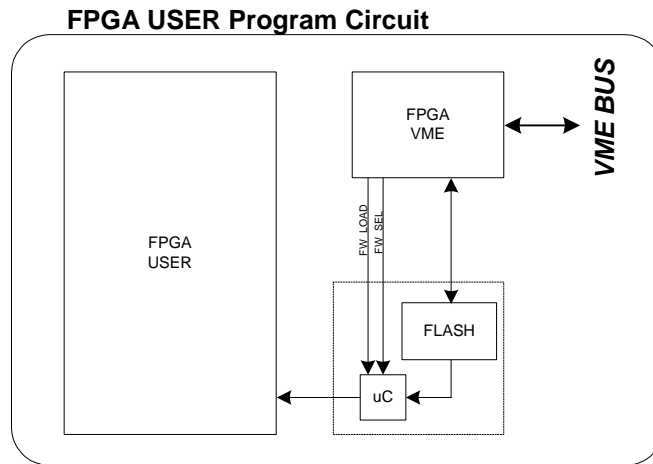 FPGA USER Program Circuit
FPGA
VME
VME BUS
FW_LOAD
FW_SEL
FPGA
USER
FLASH
uC